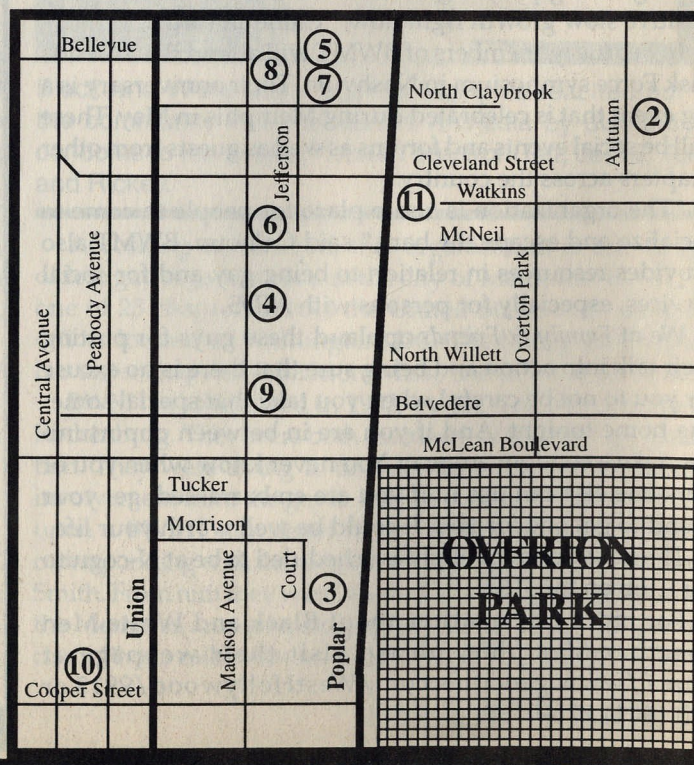 Bellevue
5
8
7
North Claybrook
2
Autumn
Jefferson
Cleveland Street
Watkins
11
McNeil
6
Peabody Avenue
Overton Park
4
Central Avenue
North Willett
9
Belvedere
McLean Boulevard
Tucker
Morrison
OVERTON
PARK
Court
3
Madison Avenue
Union
Poplar
10
Cooper Street